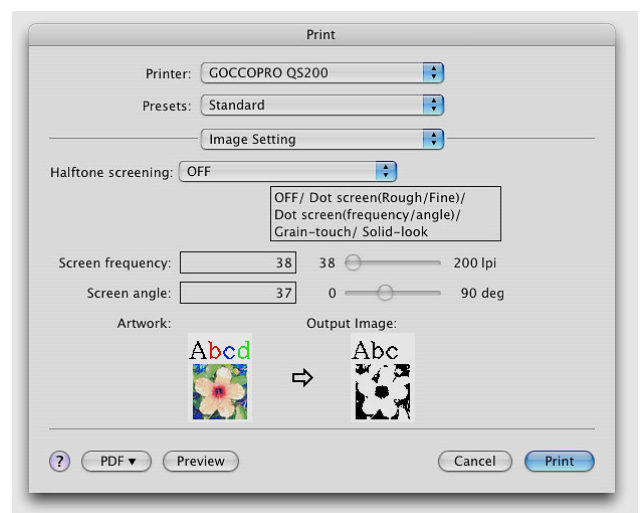 Print
Printer: GOCCOPRO QS200
Presets: Standard
Image Setting
Halftone screening: OFF
OFF/ Dot screen(Rough/Fine)/
Dot screen(frequency/angle)/
Grain-touch/ Solid-look
Screen frequency: 38 38 200 lpi
Screen angle: 37 0 90 deg
Artwork: Output Image:
Abcd Abc
? PDF▼ Preview Cancel Print